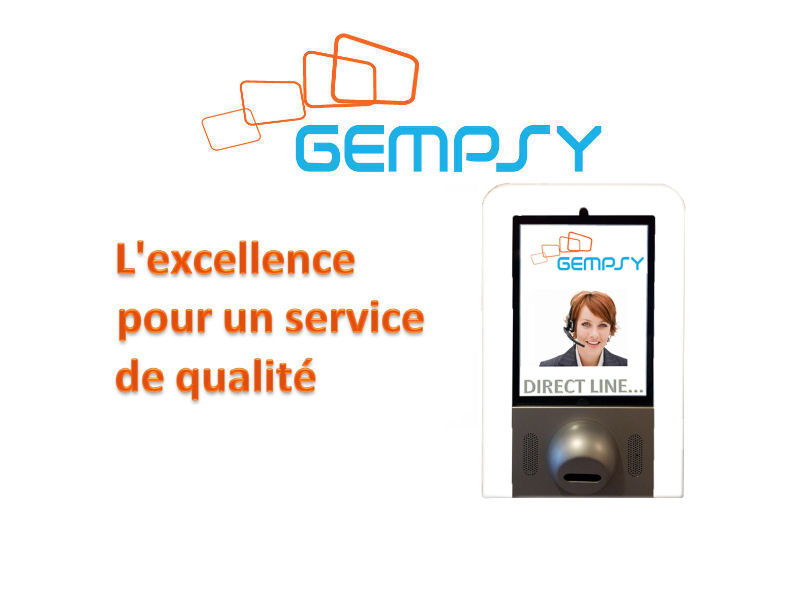 GEMPSY
L'excellence
pour un service
de qualité
GEMPSY
DIRECT LINE...